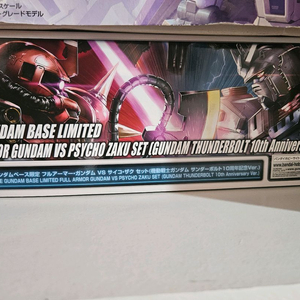 スケール
グレードモデル
DAM BASE LIMITED
OR GUNDAM VS PSYCHO ZAKU SET (GUNDAM THUNDERBOLT 10th Anniversary
ンダムベース限定 フルアーマー・ガンダム VS サイコ・ザク セット(機動戦士ガンダム サンダーボルト10周年記念Ver.)
E GUNDAM BASE LIMITED FULL ARMOR GUNDAM VS PSYCHO ZAKU SET (GUNDAM THUNDERBOLT 10th Anniversary Ver.)